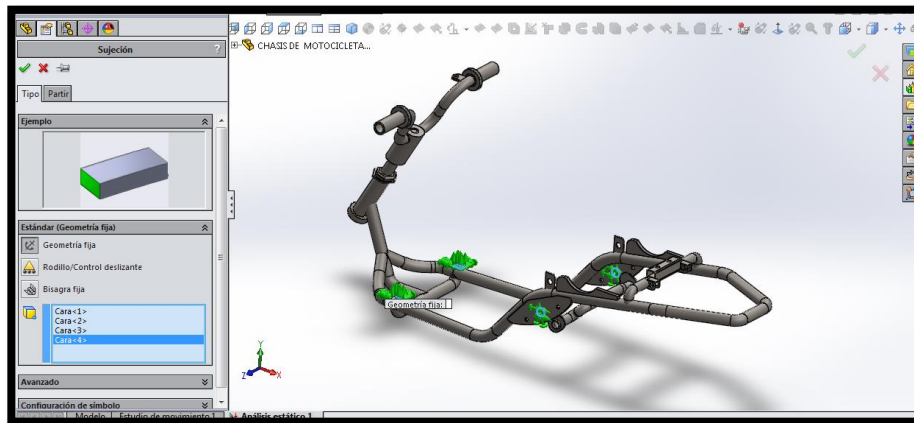 Sujeción
?
Tipo Partir
Ejemplo
Estándar (Geometría fija)
Geometría fija
Rodillo/Control deslizante
Bisagra fija
Cara<1>
Cara<2>
Cara<3>
Cara<4>
Avanzado
Configuración de símbolo
Modelo Estudio de movimiento 1 Análisis estático 1
CHASIS DE MOTOCICLETA...
Geometría fija:
Y
Z X